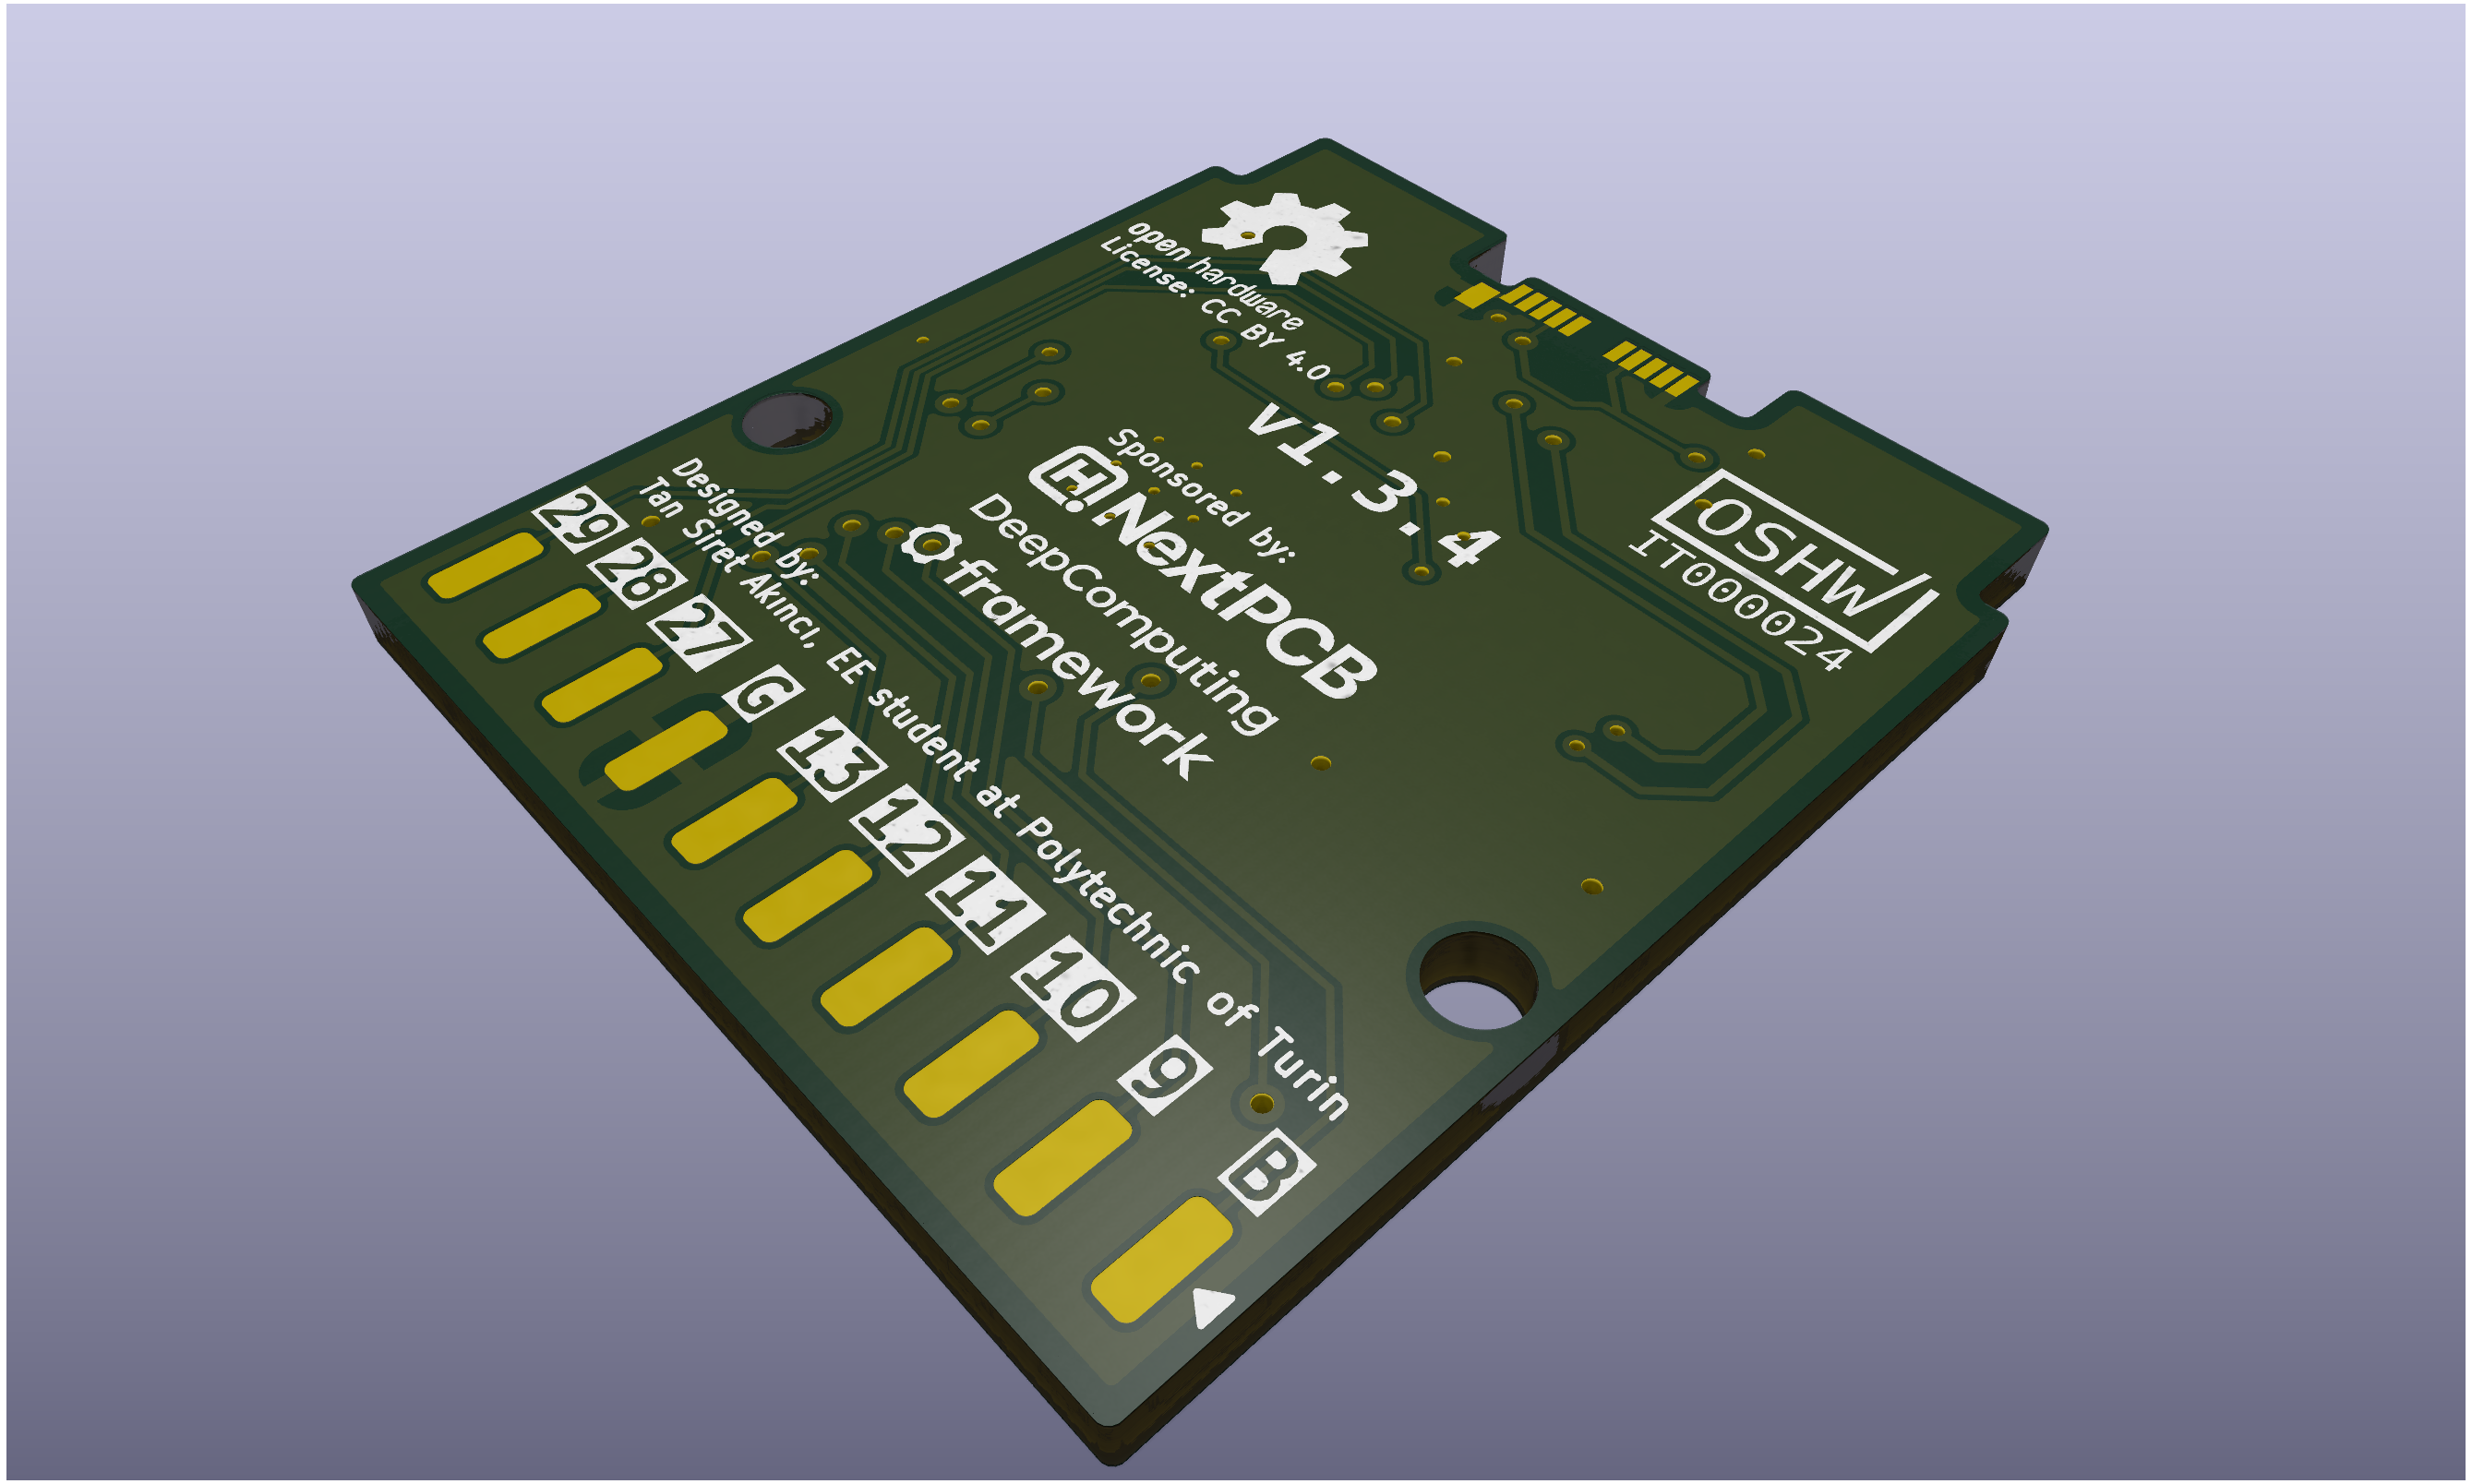 open hardware
License: CC BY 4.0
v1.3.4
Sponsored by:
NextPCB
DeepComputing
framework
OSHW
IT000024
Designed by:
Tan Siret Akıncı, EE student at Polytechnic of Turin
29
28
27
G
13
12
11
10
9
B